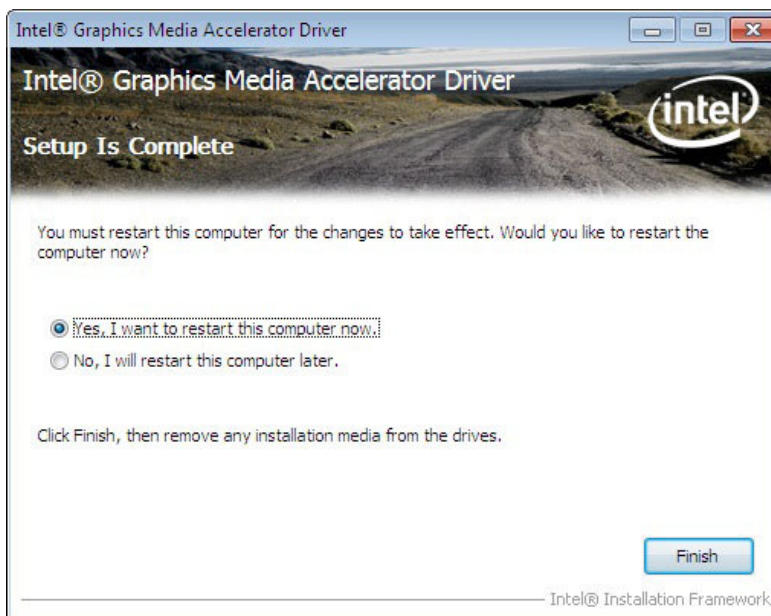 Intel® Graphics Media Accelerator Driver
Intel® Graphics Media Accelerator Driver
intel
Setup Is Complete
You must restart this computer for the changes to take effect. Would you like to restart the
computer now?
Yes, I want to restart this computer now.
No, I will restart this computer later.
Click Finish, then remove any installation media from the drives.
Finish
Intel® Installation Framework